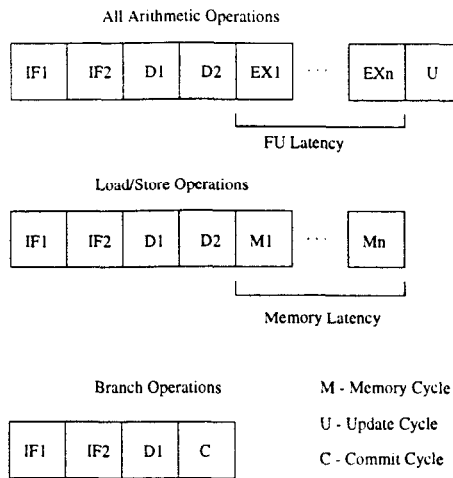 All Arithmetic Operations
IF1 IF2 D1 D2 EX1 ... EXn U
FU Latency
Load/Store Operations
IF1 IF2 D1 D2 M1 ... Mn
Memory Latency
Branch Operations
IF1 IF2 D1 C
M - Memory Cycle
U - Update Cycle
C - Commit Cycle